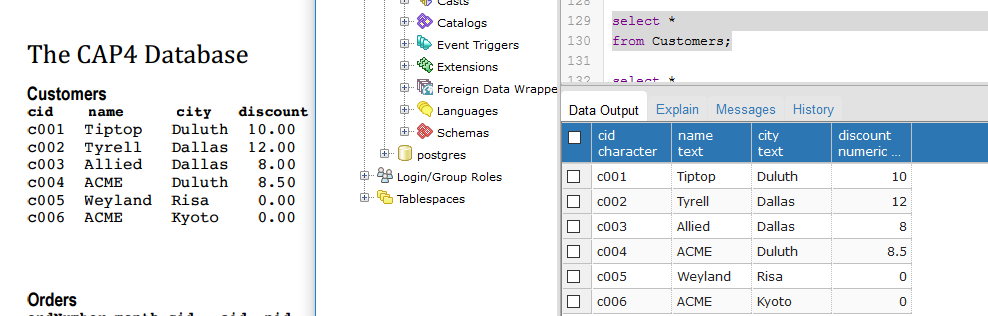 The CAP4 Database
Customers
cid name city discount
c001 Tiptop Duluth 10.00
c002 Tyrell Dallas 12.00
c003 Allied Dallas 8.00
c004 ACME Duluth 8.50
c005 Weyland Risa 0.00
c006 ACME Kyoto 0.00
Orders
Casts
Catalogs
Event Triggers
Extensions
Foreign Data Wrappe
Languages
Schemas
postgres
Login/Group Roles
Tablespaces
128
129 select *
130 from Customers;
131
132 select *
Data Output Explain Messages History
cid name city discount
character text text numeric ...
c001 Tiptop Duluth 10
c002 Tyrell Dallas 12
c003 Allied Dallas 8
c004 ACME Duluth 8.5
c005 Weyland Risa 0
c006 ACME Kyoto 0